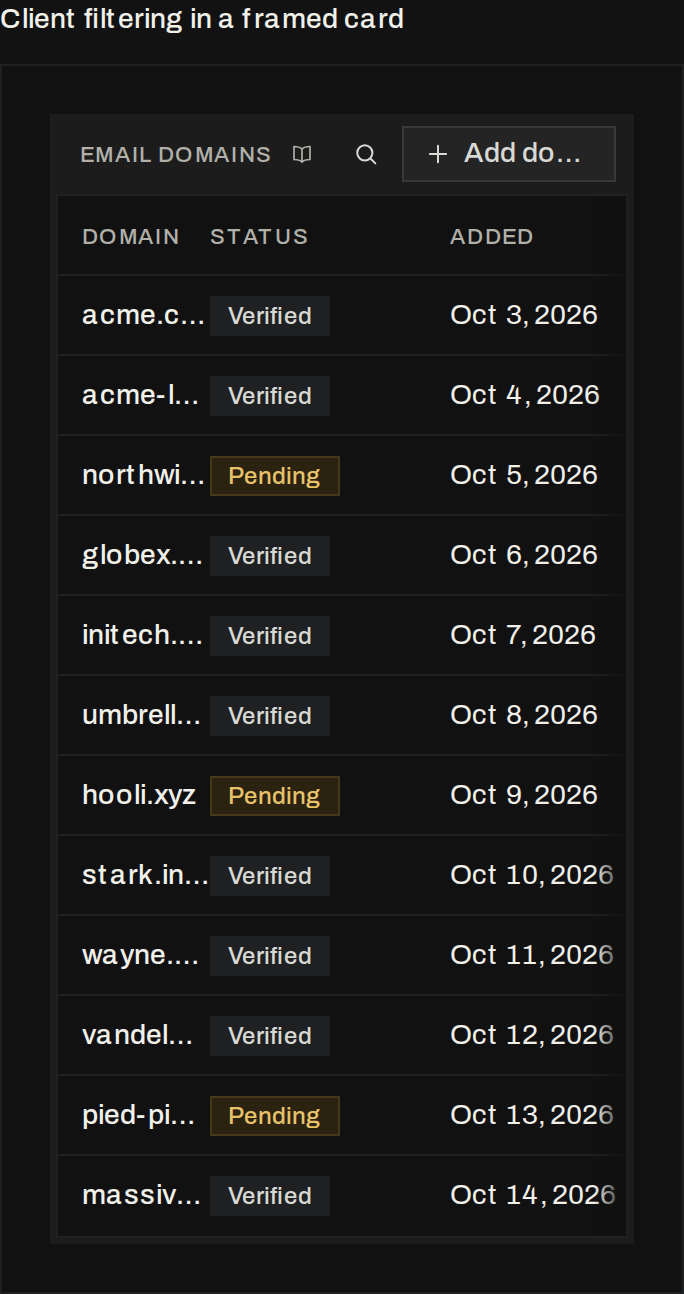 Client filtering in a framed card
EMAIL DOMAINS
Add do...
DOMAIN STATUS ADDED
acme.c... Verified Oct 3, 2026
acme-l... Verified Oct 4, 2026
northwi... Pending Oct 5, 2026
globex.... Verified Oct 6, 2026
initech.... Verified Oct 7, 2026
umbrell... Verified Oct 8, 2026
hooli.xyz Pending Oct 9, 2026
stark.in... Verified Oct 10, 2026
wayne.... Verified Oct 11, 2026
vandel... Verified Oct 12, 2026
pied-pi... Pending Oct 13, 2026
massiv... Verified Oct 14, 2026